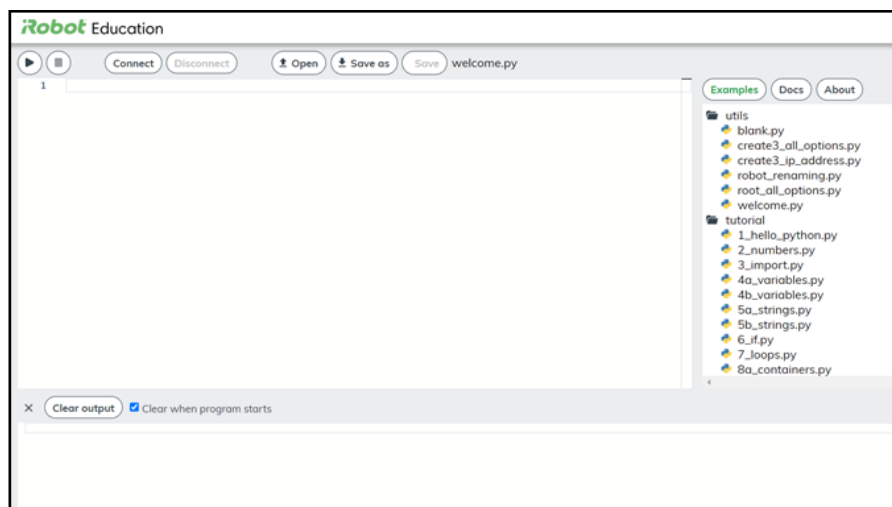 iRobot Education
Connect Disconnect Open Save as Save welcome.py
1
Examples Docs About
utils
blank.py
create3_all_options.py
create3_ip_address.py
robot_renaming.py
root_all_options.py
welcome.py
tutorial
1_hello_python.py
2_numbers.py
3_import.py
4a_variables.py
4b_variables.py
5a_strings.py
5b_strings.py
6_if.py
7_loops.py
8a_containers.py
Clear output Clear when program starts